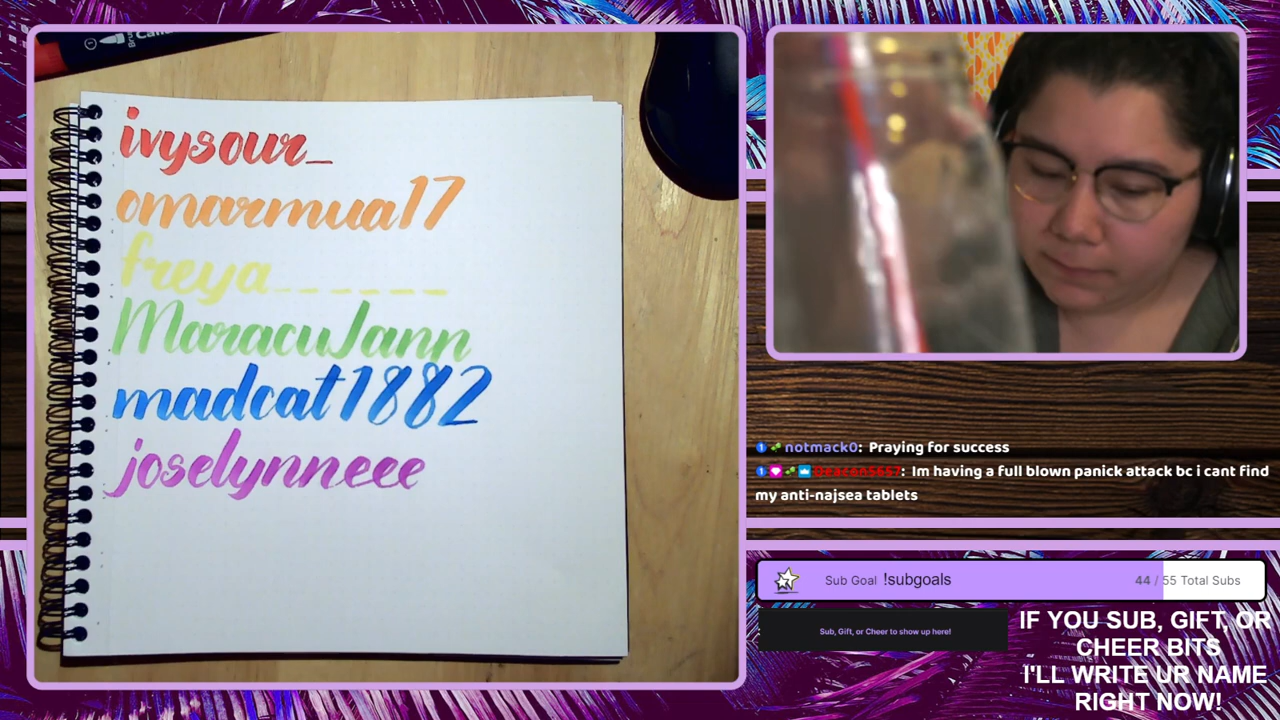 ivysour_
omarmua17
freya______
MaracuJann
madcat1882
joselynneee
notmack0: Praying for success
Deacon5667: Im having a full blown panick attack bc i cant find
my anti-najsea tablets
Sub Goal !subgoals 44 / 55 Total Subs
Sub, Gift, or Cheer to show up here!
IF YOU SUB, GIFT, OR
CHEER BITS
I'LL WRITE UR NAME
RIGHT NOW!